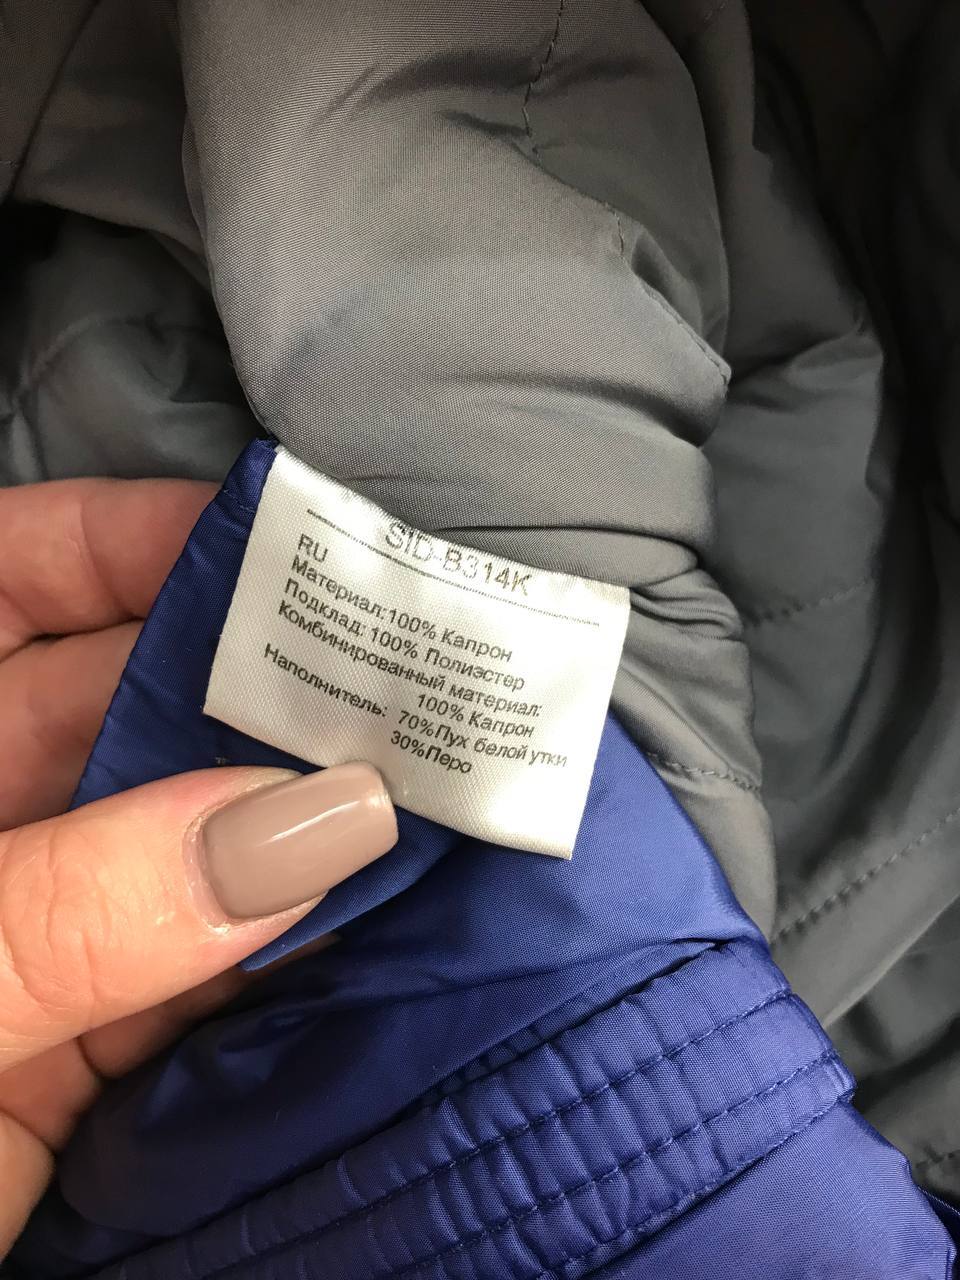 SID-B314K
RU
Материал:100% Капрон
Подклад: 100% Полиэстер
Комбинированный материал:
100% Капрон
Наполнитель: 70%Пух белой утки
30%Перо